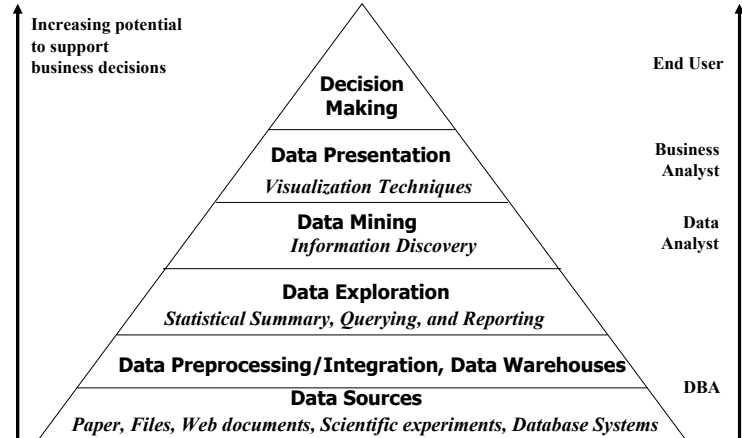 Increasing potential
to support
business decisions
End User
Decision
Making
Data Presentation
Business
Analyst
Visualization Techniques
Data Mining
Data
Analyst
Information Discovery
Data Exploration
Statistical Summary, Querying, and Reporting
Data Preprocessing/Integration, Data Warehouses
DBA
Data Sources
Paper, Files, Web documents, Scientific experiments, Database Systems